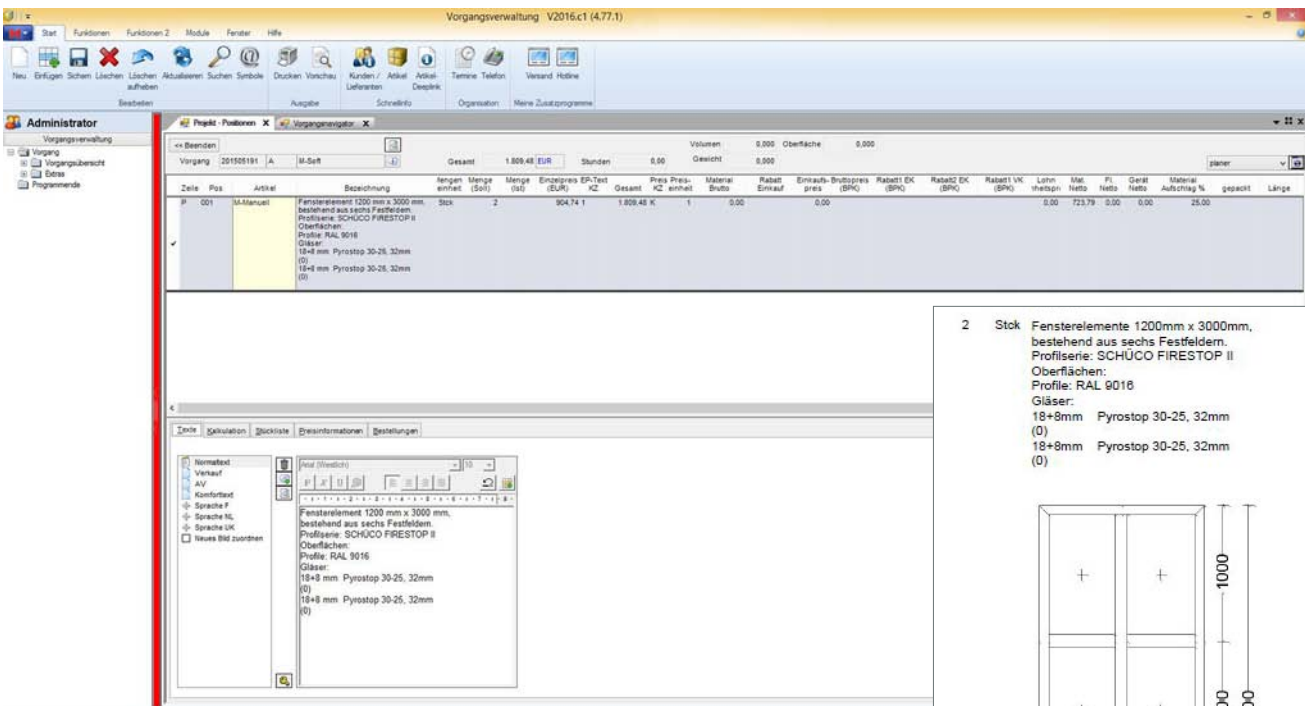 Vorgangsverwaltung V2016.c1 (4.77.1)
Start Funktionen Funktionen 2 Module Fenster Hilfe
Neu Einfügen Sichern Löschen Löschen aufheben Aktualisieren Suchen Symbole Drucken Vorschau Kunden / Lieferanten Artikel Artikel-Deeplink Termine Telefon Versand Hotline
Bearbeiten Ausgabe Schnellinfo Organisation Meine Zusatzprogramme
Administrator
Vorgangsverwaltung
Vorgang
Vorgangsübersicht
Extras
Programmende
Projekt - Positionen X Vorgangsnavigator X
<< Beenden
Volumen 0,000 Oberfläche 0,000
Vorgang 201505191 A M-Soft Gesamt 1.809,48 EUR Stunden 0,00 Gewicht 0,000
planer
Zeile Pos Artikel Bezeichnung Mengen einheit Menge (Soll) Menge (Ist) Einzelpreis (EUR) EP-Text KZ Gesamt Preis KZ Preis-einheit Material Brutto Rabatt Einkauf Einkaufs-preis Bruttopreis (BPK) Rabatt1 EK (BPK) Rabatt2 EK (BPK) Rabatt1 VK (BPK) Lohn Mat. Netto Fl. Netto Gerät Netto Material Aufschlag % gepackt Länge
P 001 M-Manuell Fensterelement 1200 mm x 3000 mm, Stck 2 904,74 1 1.809,48 K 1 0,00 0,00 0,00 723,79 0,00 0,00 25,00
bestehend aus sechs Festfeldern.
Profilserie: SCHÜCO FIRESTOP II
Oberflächen:
Profile: RAL 9016
Gläser:
18+8 mm Pyrostop 30-25, 32mm
(0)
18+8 mm Pyrostop 30-25, 32mm
(0)
Texte Kalkulation Stückliste Preisinformationen Bestellungen
Normaltext
Verkauf
AV
Komforttext
Sprache F
Sprache NL
Sprache UK
Neues Bild zuordnen
Arial (Westlich) 10
Fensterelement 1200 mm x 3000 mm,
bestehend aus sechs Festfeldern.
Profilserie: SCHÜCO FIRESTOP II
Oberflächen:
Profile: RAL 9016
Gläser:
18+8 mm Pyrostop 30-25, 32mm
(0)
18+8 mm Pyrostop 30-25, 32mm
(0)
2 Stck Fensterelemente 1200mm x 3000mm,
bestehend aus sechs Festfeldern.
Profilserie: SCHÜCO FIRESTOP II
Oberflächen:
Profile: RAL 9016
Gläser:
18+8mm Pyrostop 30-25, 32mm
(0)
18+8mm Pyrostop 30-25, 32mm
(0)
1000